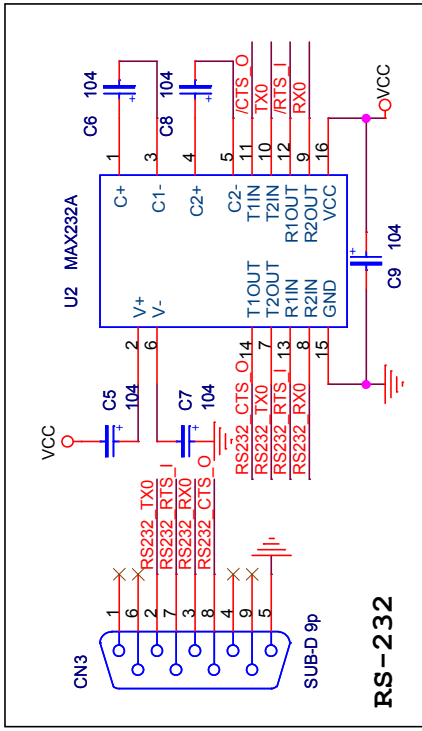 C6
104
C8
104
/CTS_O
TX0
/RTS_I
RX0
VCC
1
3
4
5
11
10
12
9
16
U2
MAX232A
C+
C1-
C2+
C2-
T1IN
T2IN
R1OUT
R2OUT
VCC
V+
V-
T1OUT
T2OUT
R1IN
R2IN
GND
C9
104
2
6
14
7
13
8
15
VCC
C5
104
C7
104
RS232_CTS_O
RS232_TX0
RS232_RTS_I
RS232_RX0
RS232_TX0
RS232_RTS_I
RS232_RX0
RS232_CTS_O
1
6
2
7
3
8
4
9
5
CN3
SUB-D 9p
RS-232